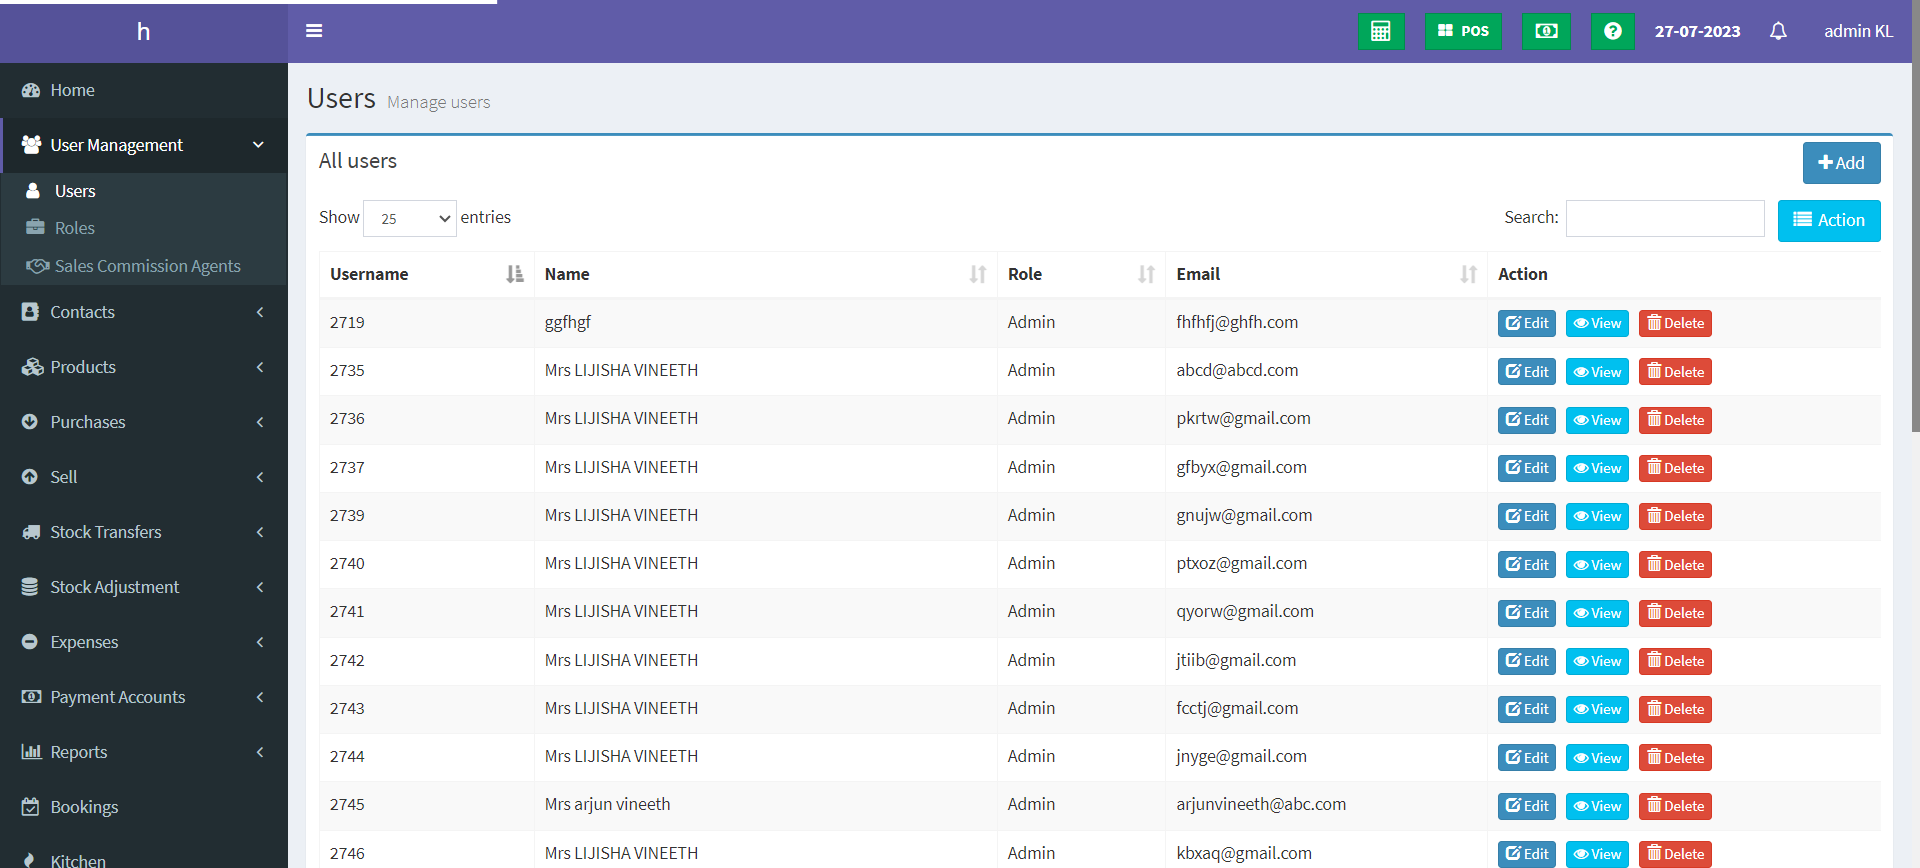 h
POS
27-07-2023
admin KL
Home
User Management
Users
Roles
Sales Commission Agents
Contacts
Products
Purchases
Sell
Stock Transfers
Stock Adjustment
Expenses
Payment Accounts
Reports
Bookings
Kitchen
Users Manage users
All users
Add
Show 25 entries
Search:
Action
Username Name Role Email Action
2719 ggfhgf Admin fhfhfj@ghfh.com Edit View Delete
2735 Mrs LIJISHA VINEETH Admin abcd@abcd.com Edit View Delete
2736 Mrs LIJISHA VINEETH Admin pkrtw@gmail.com Edit View Delete
2737 Mrs LIJISHA VINEETH Admin gfbyx@gmail.com Edit View Delete
2739 Mrs LIJISHA VINEETH Admin gnujw@gmail.com Edit View Delete
2740 Mrs LIJISHA VINEETH Admin ptxoz@gmail.com Edit View Delete
2741 Mrs LIJISHA VINEETH Admin qyorw@gmail.com Edit View Delete
2742 Mrs LIJISHA VINEETH Admin jtiib@gmail.com Edit View Delete
2743 Mrs LIJISHA VINEETH Admin fcctj@gmail.com Edit View Delete
2744 Mrs LIJISHA VINEETH Admin jnyge@gmail.com Edit View Delete
2745 Mrs arjun vineeth Admin arjunvineeth@abc.com Edit View Delete
2746 Mrs LIJISHA VINEETH Admin kbxaq@gmail.com Edit View Delete